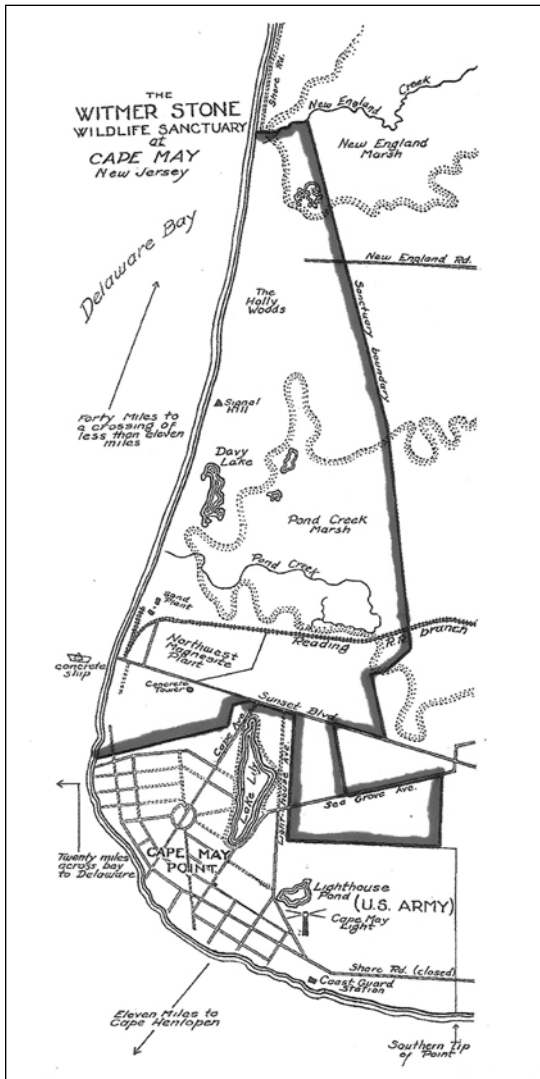 THE
WITMER STONE
WILDLIFE SANCTUARY
at
CAPE MAY
New Jersey
Shore Rd.
New England
Creek
New England
Marsh
New England Rd.
Delaware Bay
The
Holly
Woods
Sanctuary boundary
Signal
Hill
Forty Miles to
a crossing of
less than eleven
miles
Davy
Lake
Pond Creek
Marsh
Pond Creek
Sand
Plant
R.R.
Reading
R.R.
Branch
Northwest
Magnesite
Plant
concrete
ship
Concrete
Tower
Sunset Blvd.
Cape Ave.
Lake Lily
Lighthouse Ave.
Sea Grove Ave.
Twenty miles
across bay
to Delaware
CAPE MAY
POINT
Lighthouse
Pond
(U.S. ARMY)
Cape May
Light
Shore Rd. (closed)
Coast Guard
Station
Eleven Miles to
Cape Henlopen
Southern Tip
of Point